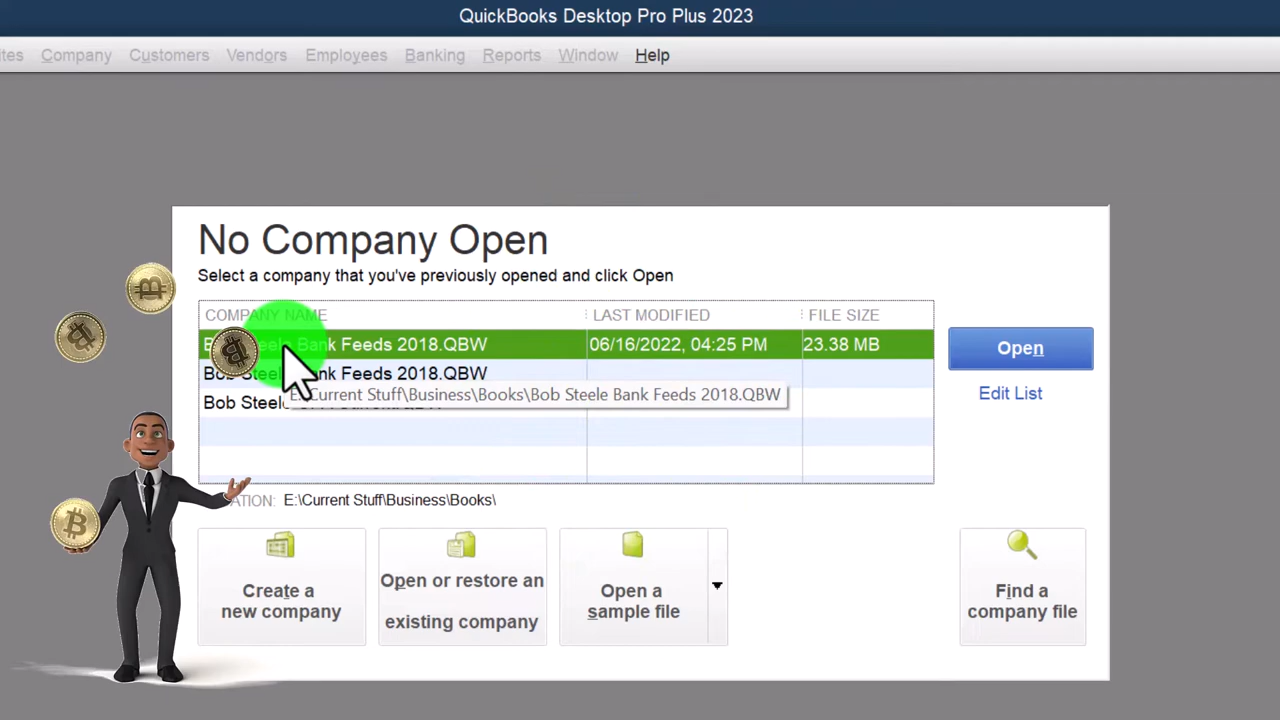 QuickBooks Desktop Pro Plus 2023
ites Company Customers Vendors Employees Banking Reports Window Help
No Company Open
Select a company that you've previously opened and click Open
COMPANY NAME LAST MODIFIED FILE SIZE
Bank Feeds 2018.QBW 06/16/2022, 04:25 PM 23.38 MB
Open
Bob Steele Bank Feeds 2018.QBW
E:\Current Stuff\Business\Books\Bob Steele Bank Feeds 2018.QBW
Edit List
Bob Steele
ATION: E:\Current Stuff\Business\Books\
Create a
new company
Open or restore an
existing company
Open a
sample file
Find a
company file